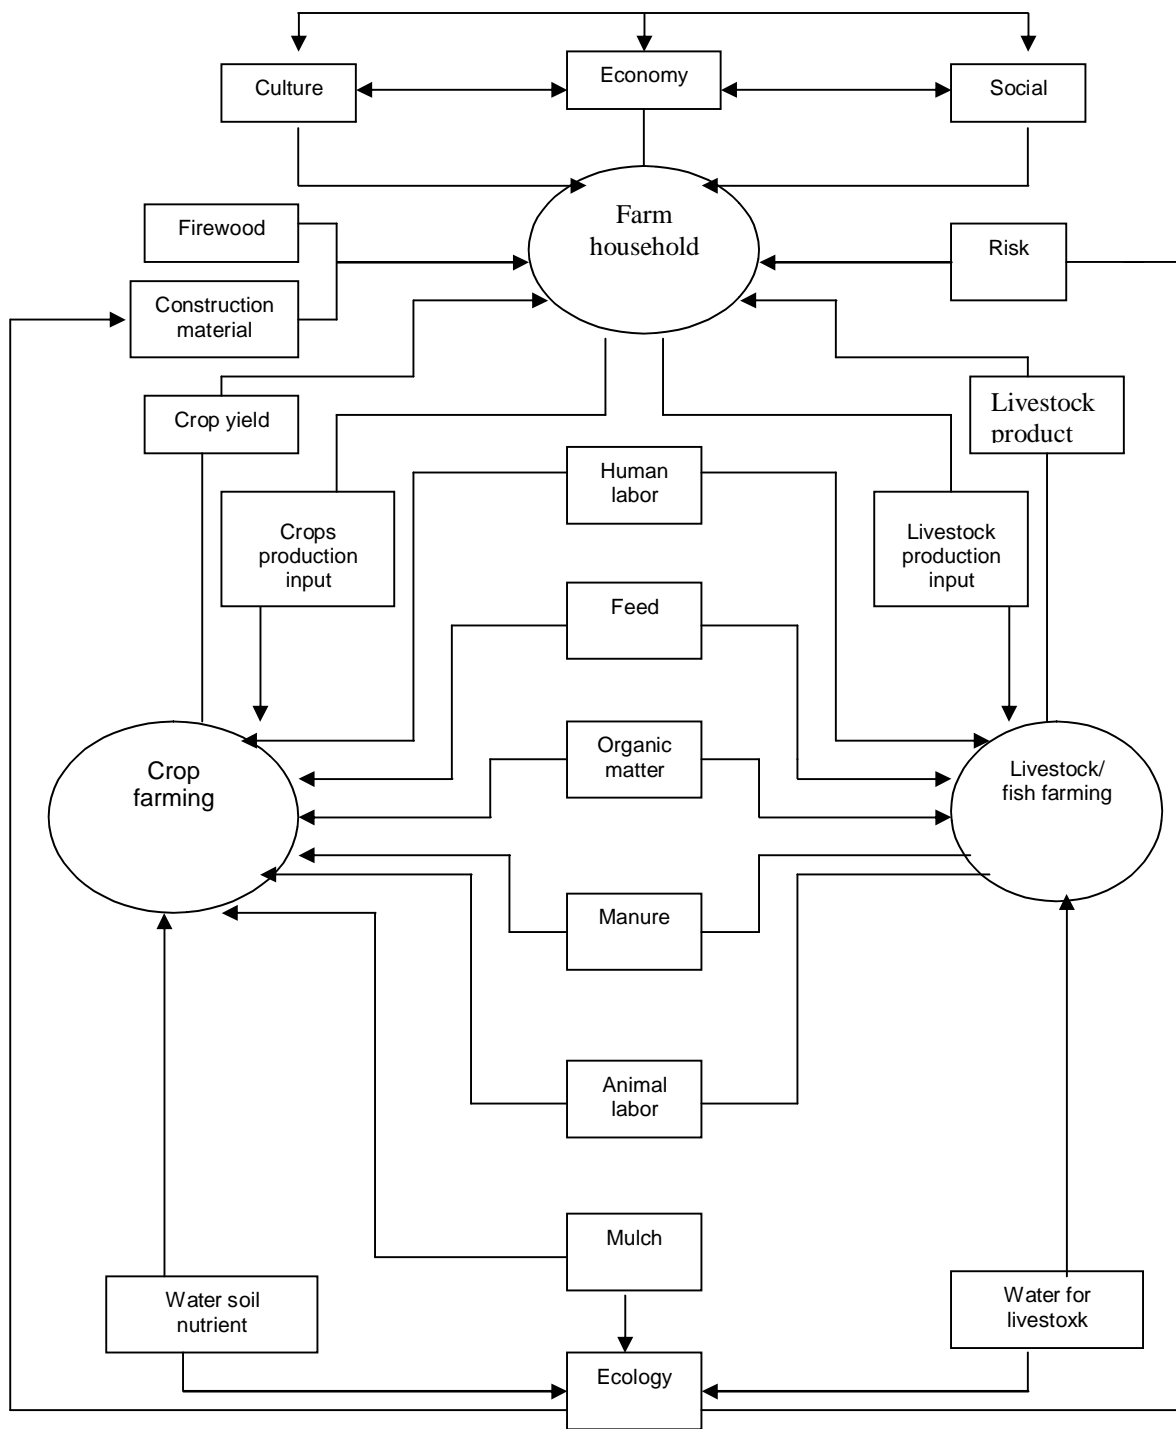 Culture
Economy
Social
Farm
household
Firewood
Risk
Construction
material
Crop yield
Livestock
product
Human
labor
Crops
production
input
Livestock
production
input
Feed
Organic
matter
Crop
farming
Livestock/
fish farming
Manure
Animal
labor
Mulch
Water soil
nutrient
Water for
livestoxk
Ecology